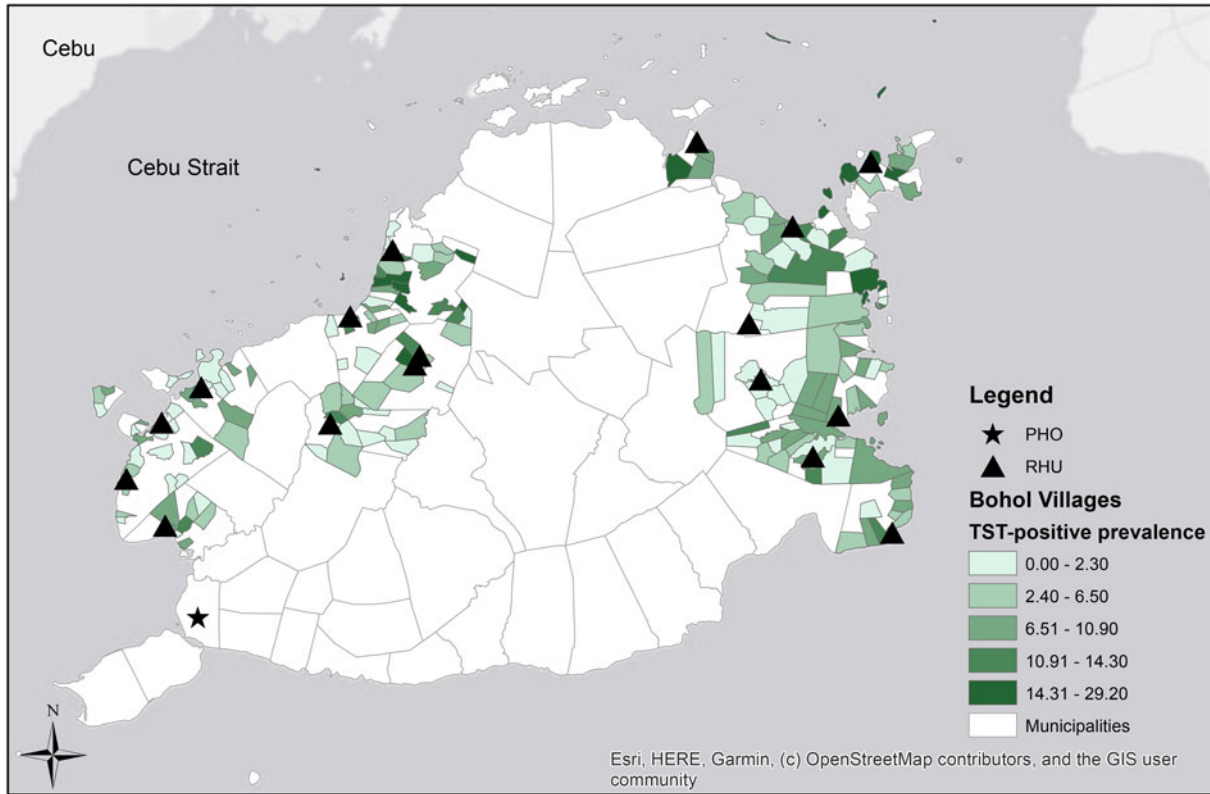 Cebu
Cebu Strait
Legend
PHO
RHU
Bohol Villages
TST-positive prevalence
0.00 - 2.30
2.40 - 6.50
6.51 - 10.90
10.91 - 14.30
14.31 - 29.20
Municipalities
N
Esri, HERE, Garmin, (c) OpenStreetMap contributors, and the GIS user
community